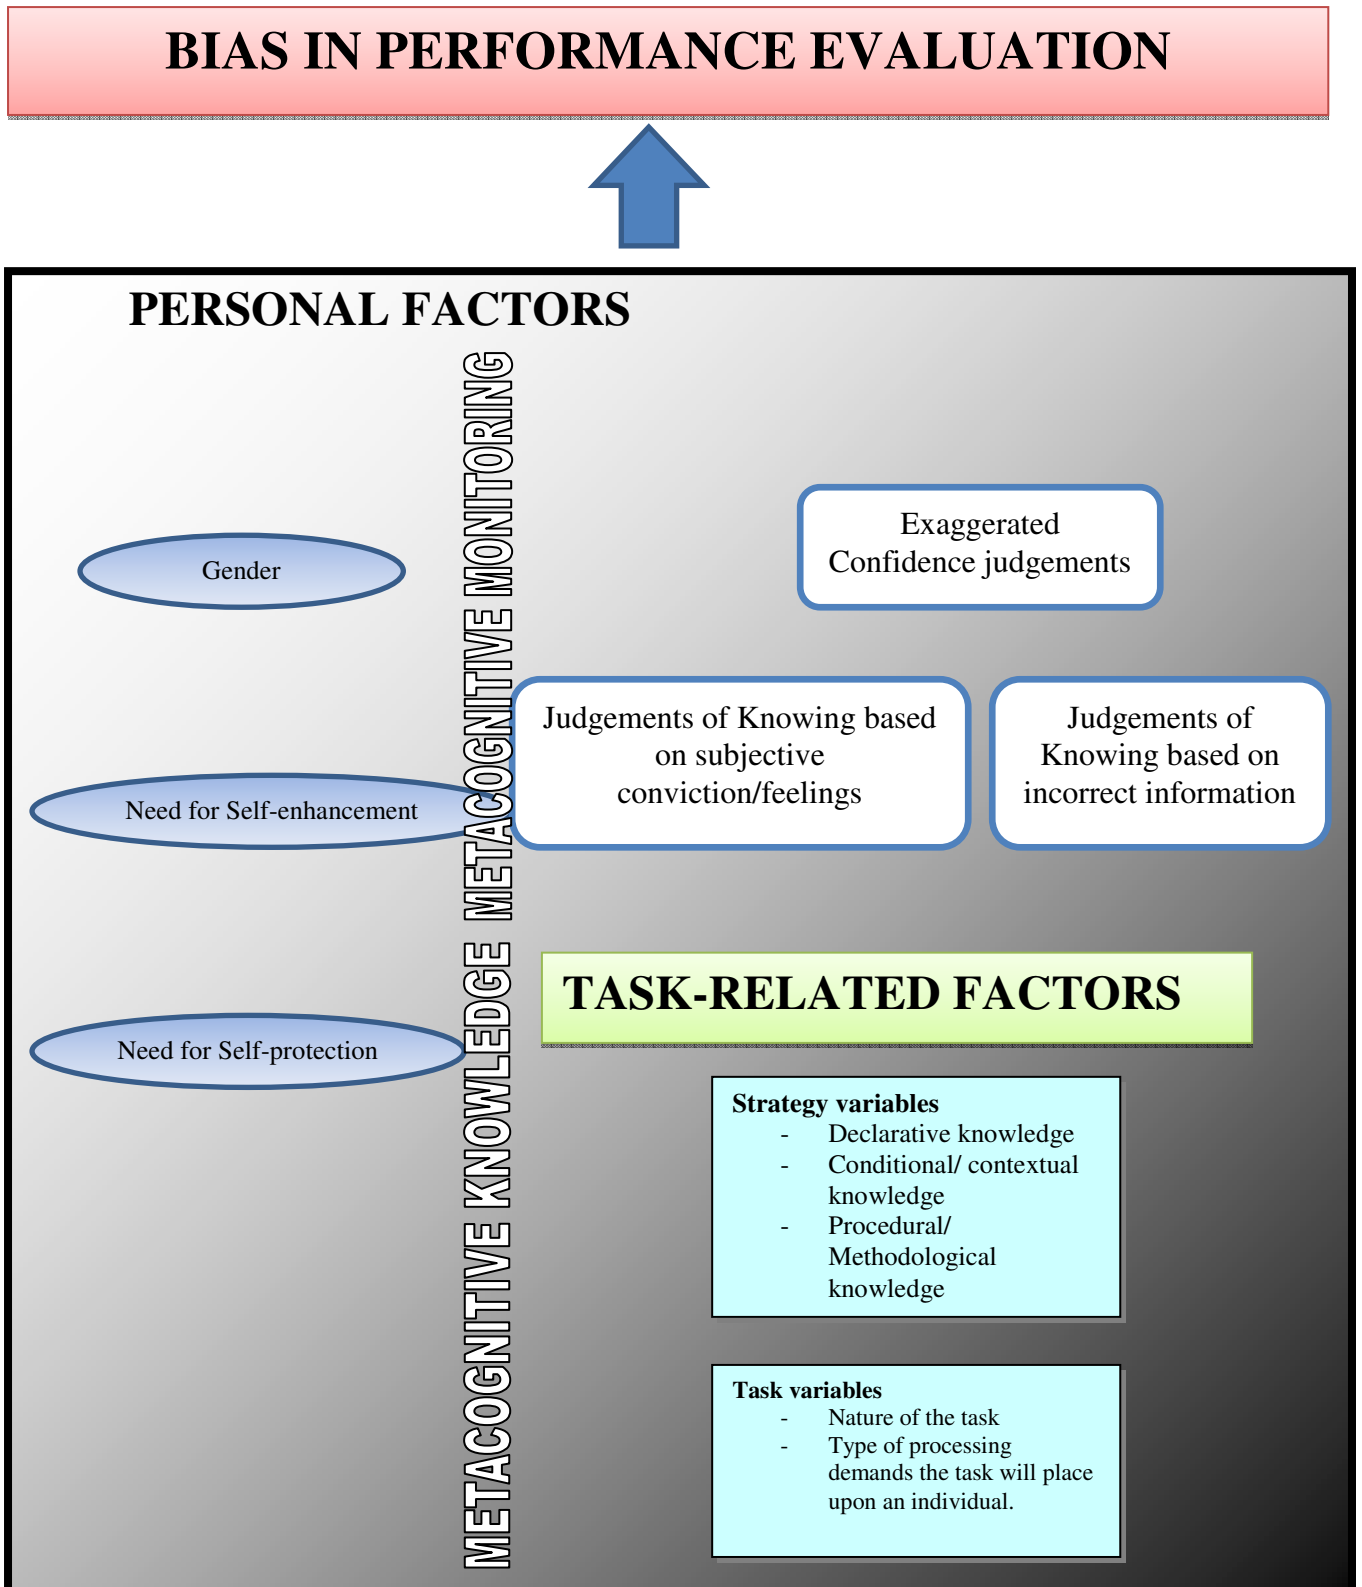 BIAS IN PERFORMANCE EVALUATION
PERSONAL FACTORS
METACOGNITIVE KNOWLEDGE METACOGNITIVE MONITORING
Gender
Need for Self-enhancement
Need for Self-protection
Exaggerated
Confidence judgements
Judgements of Knowing based
on subjective
conviction/feelings
Judgements of
Knowing based on
incorrect information
TASK-RELATED FACTORS
Strategy variables
- Declarative knowledge
- Conditional/ contextual
knowledge
- Procedural/
Methodological
knowledge
Task variables
- Nature of the task
- Type of processing
demands the task will place
upon an individual.